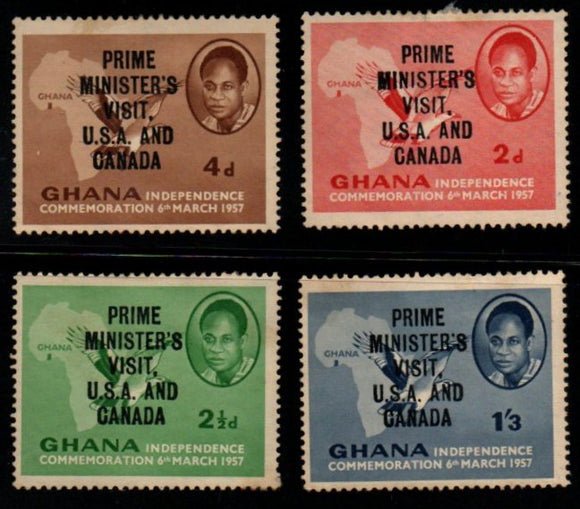 PRIME
MINISTER'S
VISIT,
U.S.A. AND
CANADA
GHANA
4d
GHANA INDEPENDENCE
COMMEMORATION 6th MARCH 1957
PRIME
MINISTER'S
VISIT,
U.S.A. AND
CANADA
GHANA
2d
GHANA INDEPENDENCE
COMMEMORATION 6th MARCH 1957
PRIME
MINISTER'S
VISIT,
U.S.A. AND
CANADA
GHANA
2½d
GHANA INDEPENDENCE
COMMEMORATION 6th MARCH 1957
PRIME
MINISTER'S
VISIT,
U.S.A. AND
CANADA
GHANA
1'3
GHANA INDEPENDENCE
COMMEMORATION 6th MARCH 1957